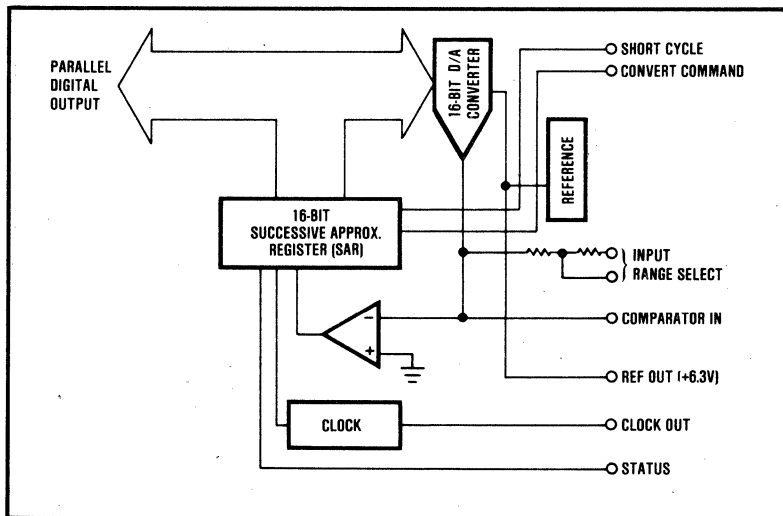 PARALLEL
DIGITAL
OUTPUT
16-BIT D/A
CONVERTER
SHORT CYCLE
CONVERT COMMAND
REFERENCE
16-BIT
SUCCESSIVE APPROX.
REGISTER (SAR)
INPUT
RANGE SELECT
−
+
COMPARATOR IN
REF OUT (+6.3V)
CLOCK
CLOCK OUT
STATUS